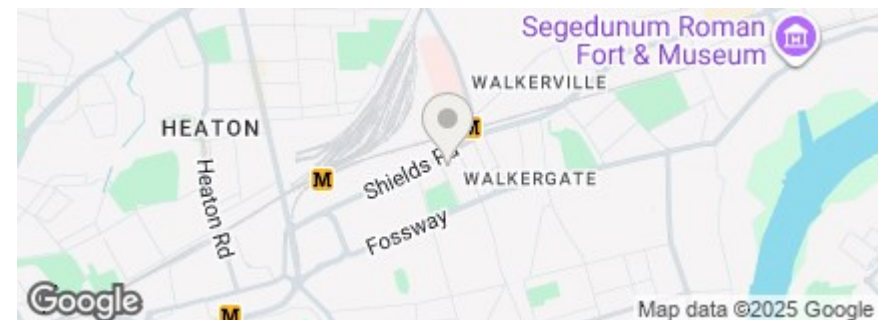 Segedunum Roman
Fort & Museum
WALKERVILLE
M
HEATON
M
Shields Rd
WALKERGATE
Heaton Rd
Fossway
Google
M
Map data ©2025 Google